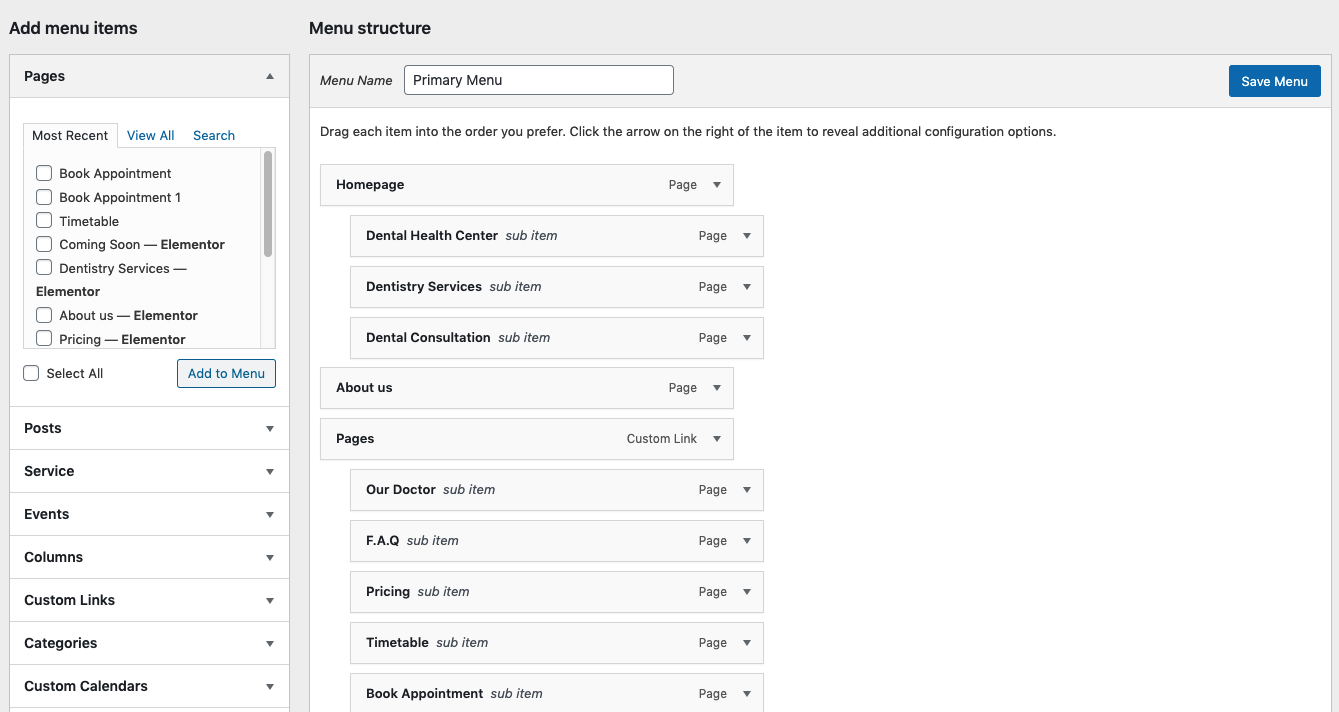 Add menu items
Pages
Most Recent View All Search
Book Appointment
Book Appointment 1
Timetable
Coming Soon — Elementor
Dentistry Services —
Elementor
About us — Elementor
Pricing — Elementor
Select All Add to Menu
Posts
Service
Events
Columns
Custom Links
Categories
Custom Calendars
Menu structure
Menu Name Primary Menu Save Menu
Drag each item into the order you prefer. Click the arrow on the right of the item to reveal additional configuration options.
Homepage Page
Dental Health Center sub item Page
Dentistry Services sub item Page
Dental Consultation sub item Page
About us Page
Pages Custom Link
Our Doctor sub item Page
F.A.Q sub item Page
Pricing sub item Page
Timetable sub item Page
Book Appointment sub item Page